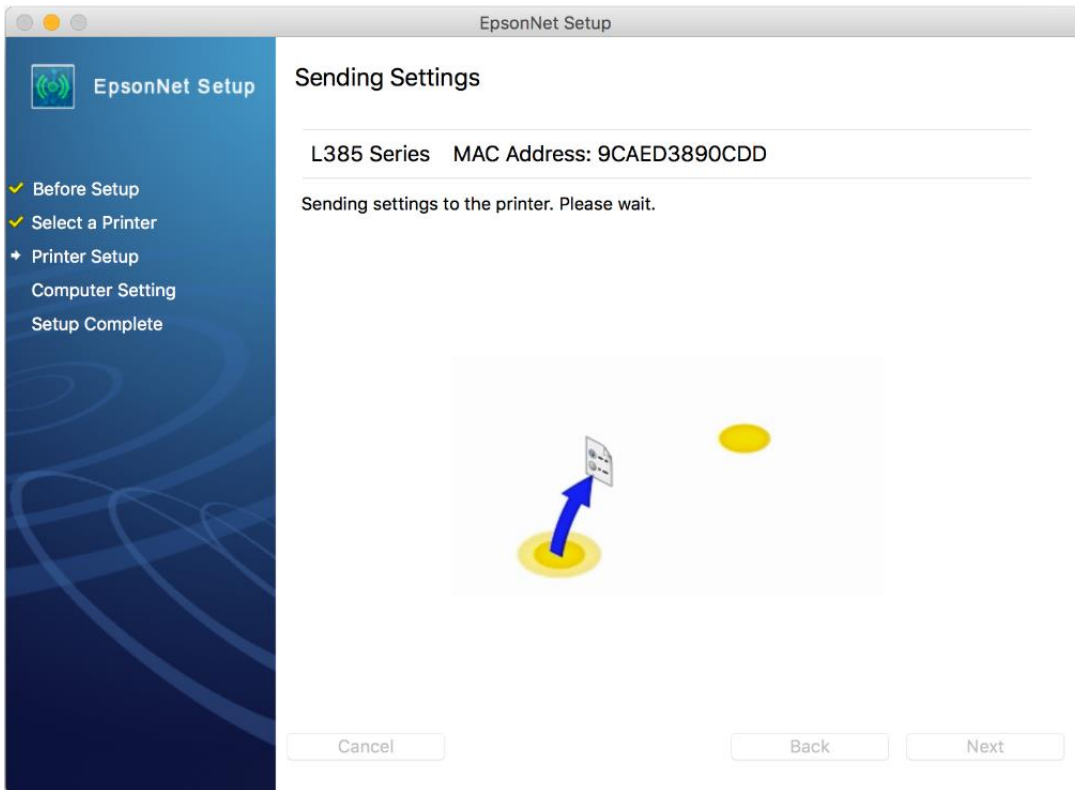 EpsonNet Setup
EpsonNet Setup
Before Setup
Select a Printer
Printer Setup
Computer Setting
Setup Complete
Sending Settings
L385 Series MAC Address: 9CAED3890CDD
Sending settings to the printer. Please wait.
Cancel
Back
Next